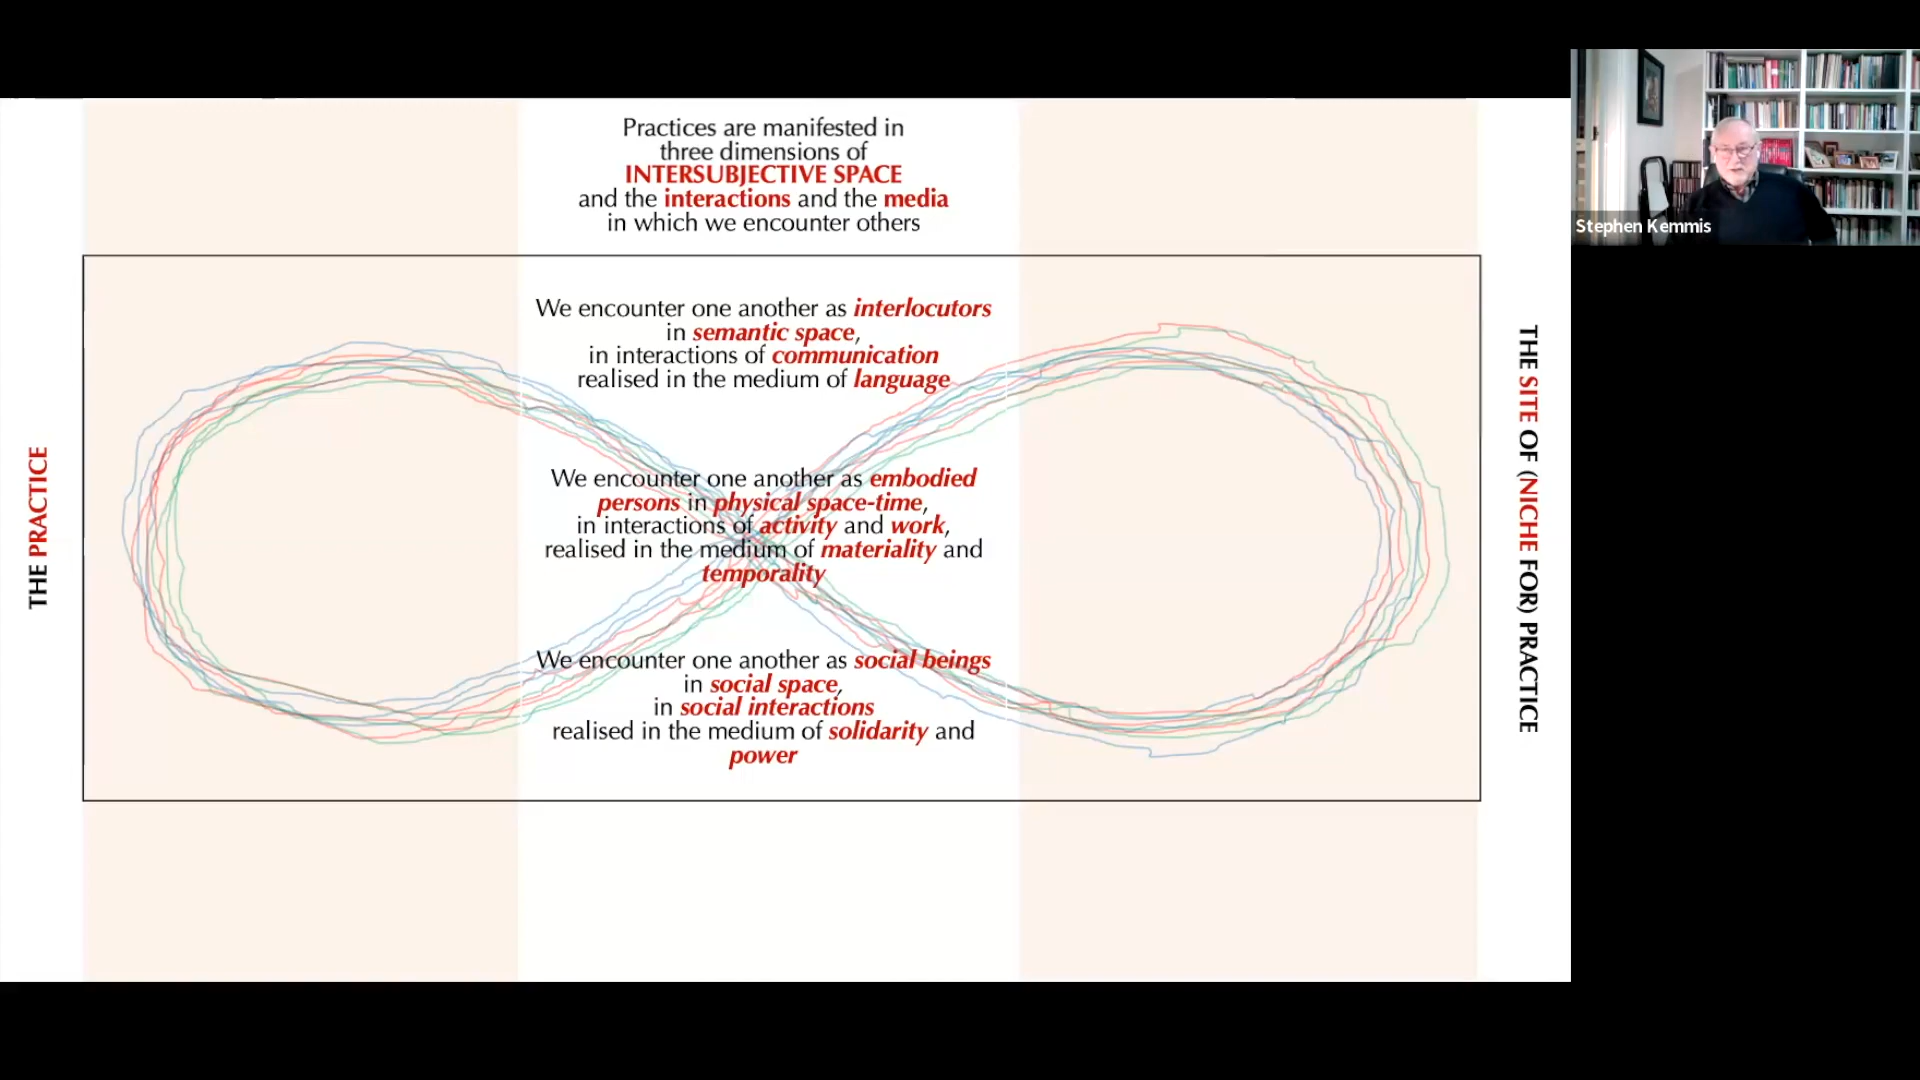 Practices are manifested in
three dimensions of
INTERSUBJECTIVE SPACE
and the interactions and the media
in which we encounter others
We encounter one another as interlocutors
in semantic space,
in interactions of communication
realised in the medium of language
We encounter one another as embodied
persons in physical space-time,
in interactions of activity and work,
realised in the medium of materiality and
temporality
We encounter one another as social beings
in social space,
in social interactions
realised in the medium of solidarity and
power
THE PRACTICE
THE SITE OF (NICHE FOR) PRACTICE
Stephen Kemmis